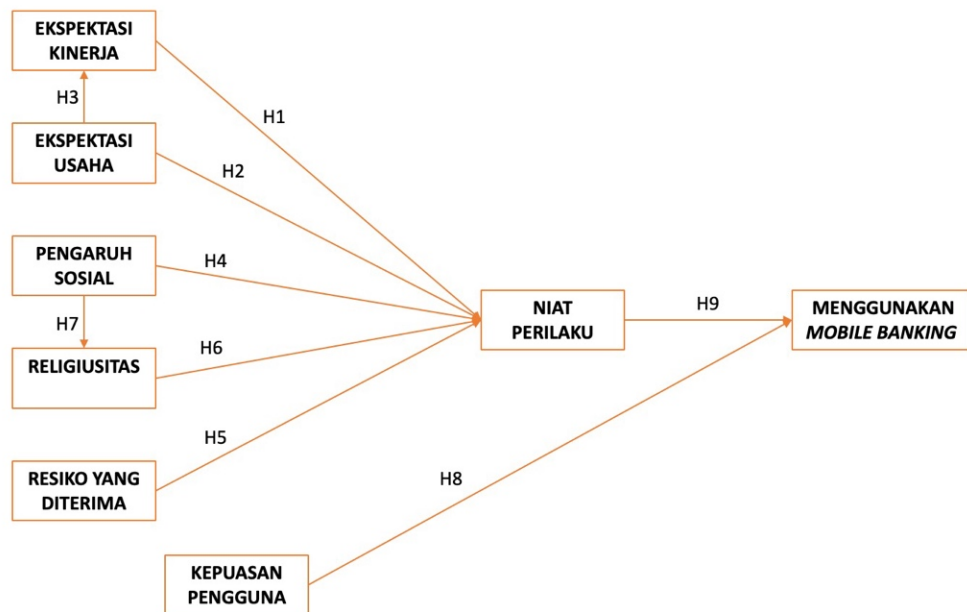 EKSPEKTASI
KINERJA
H3
H1
EKSPEKTASI
USAHA
H2
PENGARUH
SOSIAL
H4
H7
RELIGIUSITAS
H6
NIAT
PERILAKU
H9
MENGGUNAKAN
MOBILE BANKING
H5
RESIKO YANG
DITERIMA
H8
KEPUASAN
PENGGUNA